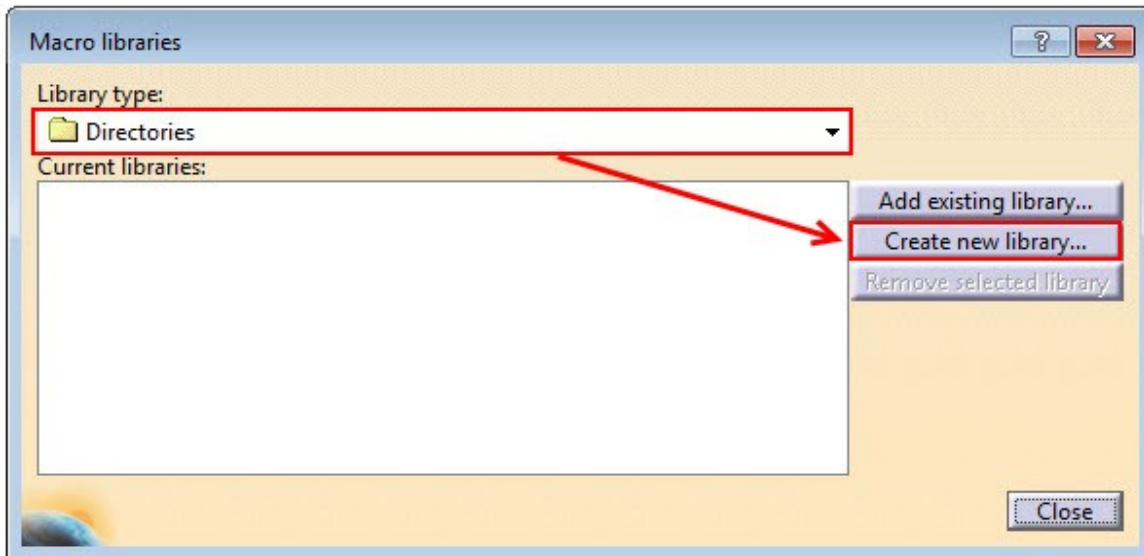 Macro libraries
?
Library type:
Directories
Current libraries:
Add existing library...
Create new library...
Remove selected library
Close